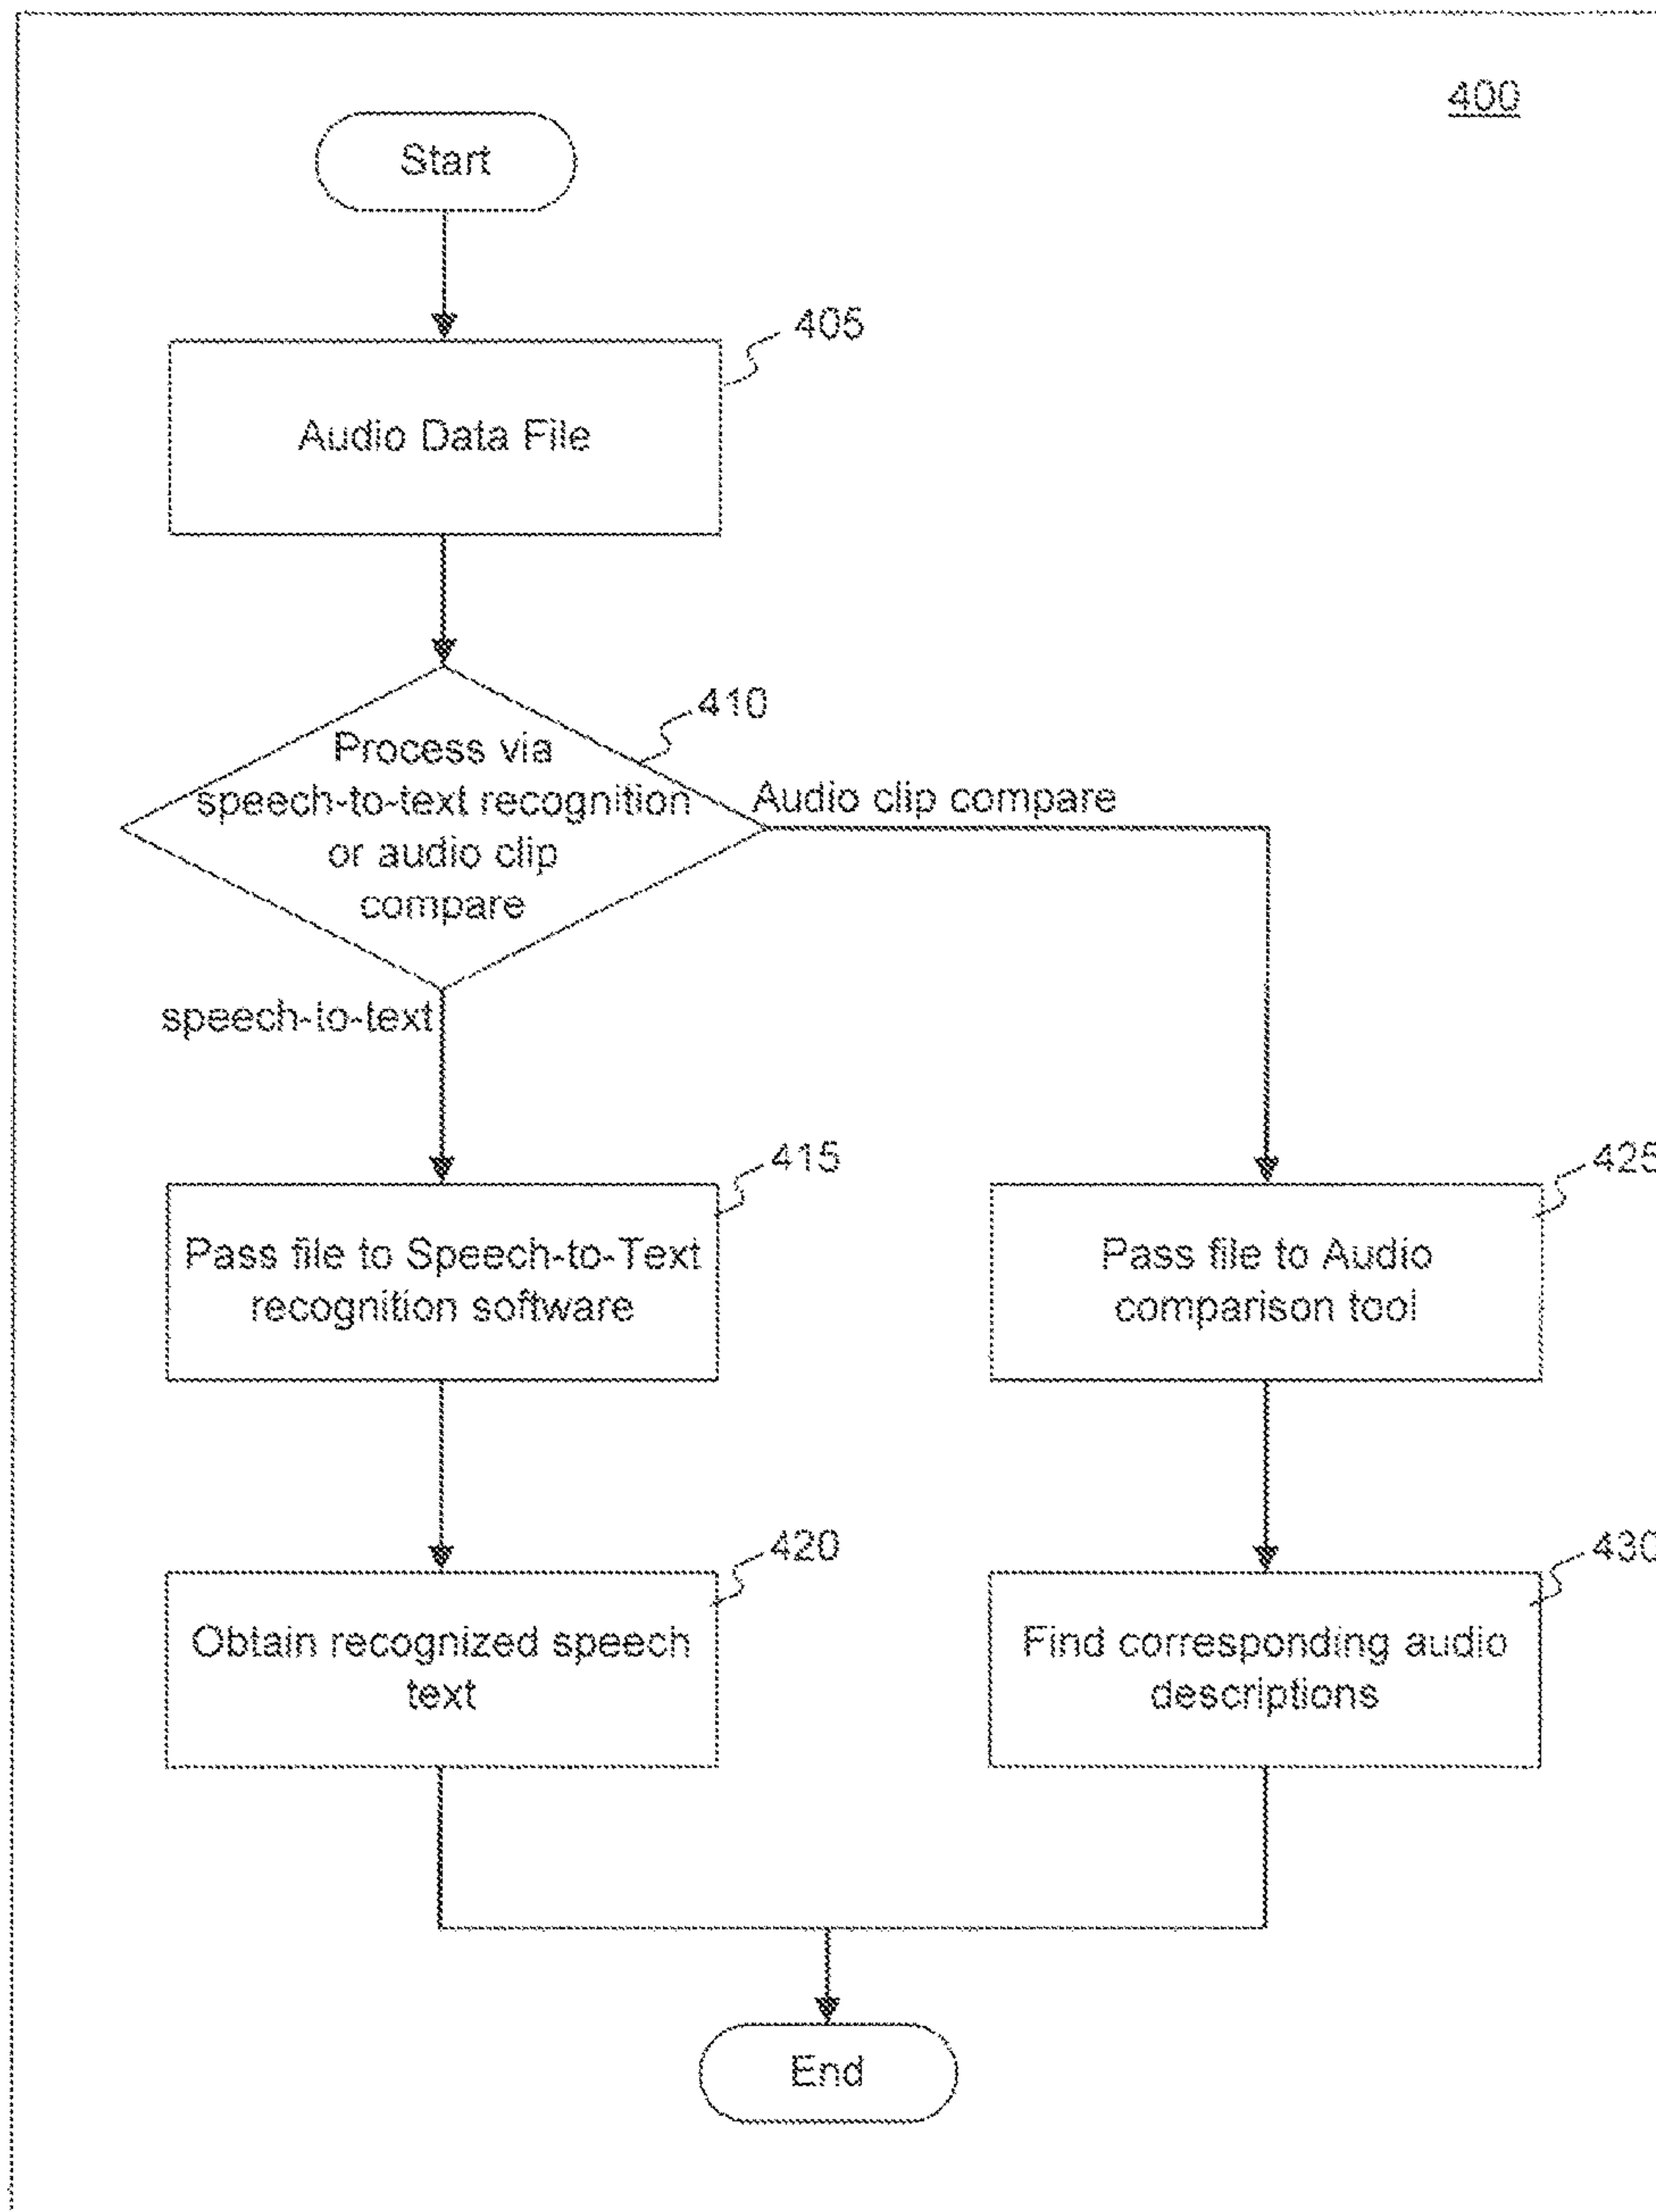 400
Start
405
Audio Data File
410
Process via
speech-to-text recognition
or audio clip
compare
Audio clip compare
speech-to-text
415
Pass file to Speech-to-Text
recognition software
425
Pass file to Audio
comparison tool
420
Obtain recognized speech
text
430
Find corresponding audio
descriptions
End